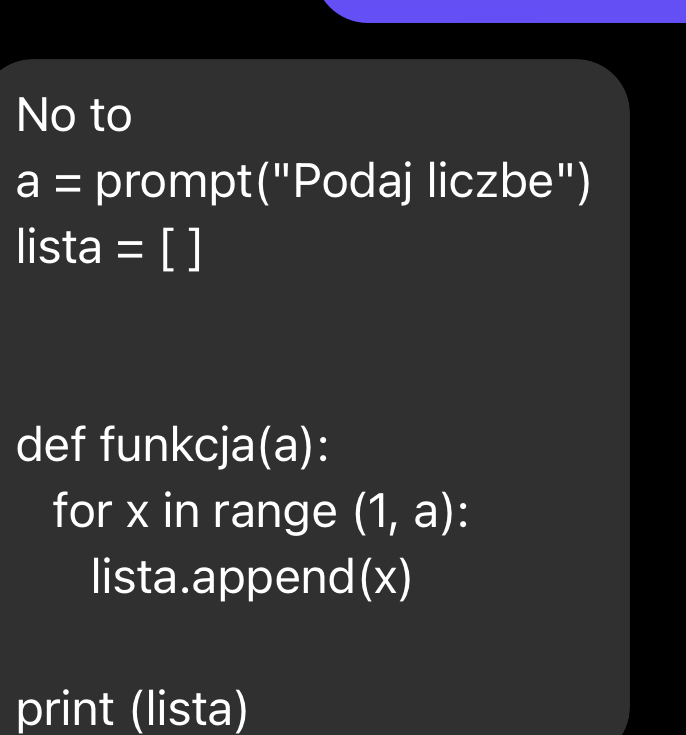 No to
a = prompt("Podaj liczbe")
lista = [ ]
def funkcja(a):
for x in range (1, a):
lista.append(x)
print (lista)